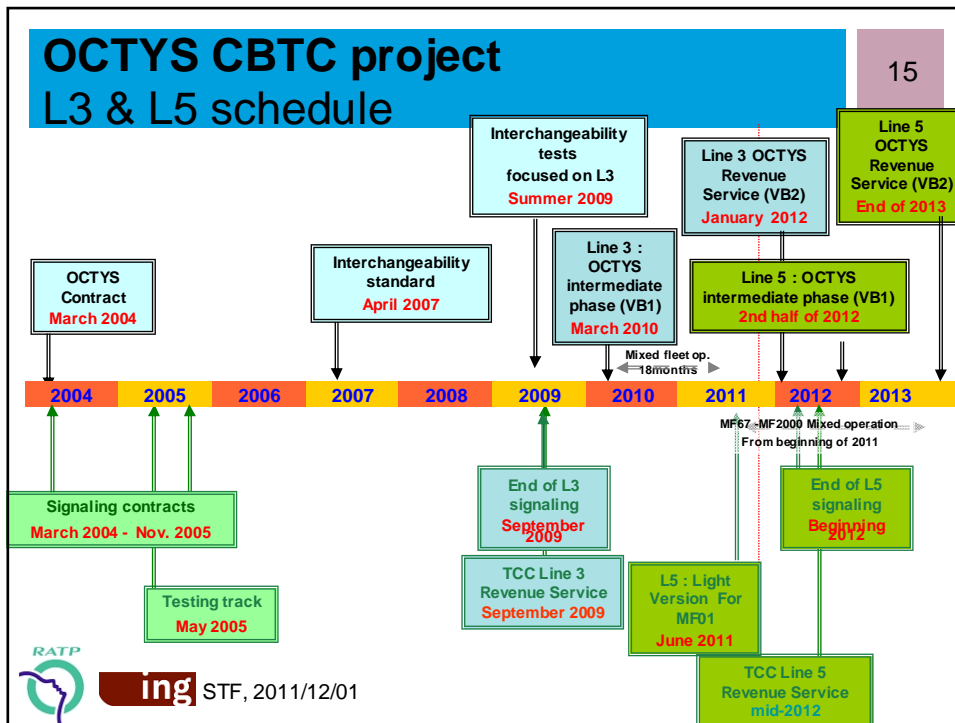 OCTYS CBTC project
L3 & L5 schedule
15
Interchangeability
tests
focused on L3
Summer 2009
Line 3 OCTYS
Revenue
Service (VB2)
January 2012
Line 5
OCTYS
Revenue
Service (VB2)
End of 2013
OCTYS
Contract
March 2004
Interchangeability
standard
April 2007
Line 3 :
OCTYS
intermediate
phase (VB1)
March 2010
Line 5 : OCTYS
intermediate phase (VB1)
2nd half of 2012
Mixed fleet op.
18months
2004 2005 2006 2007 2008 2009 2010 2011 2012 2013
MF67 -MF2000 Mixed operation
From beginning of 2011
Signaling contracts
March 2004 - Nov. 2005
End of L3
signaling
September
2009
End of L5
signaling
Beginning
2012
Testing track
May 2005
TCC Line 3
Revenue Service
September 2009
L5 : Light
Version For
MF01
June 2011
TCC Line 5
Revenue Service
mid-2012
RATP
ing STF, 2011/12/01